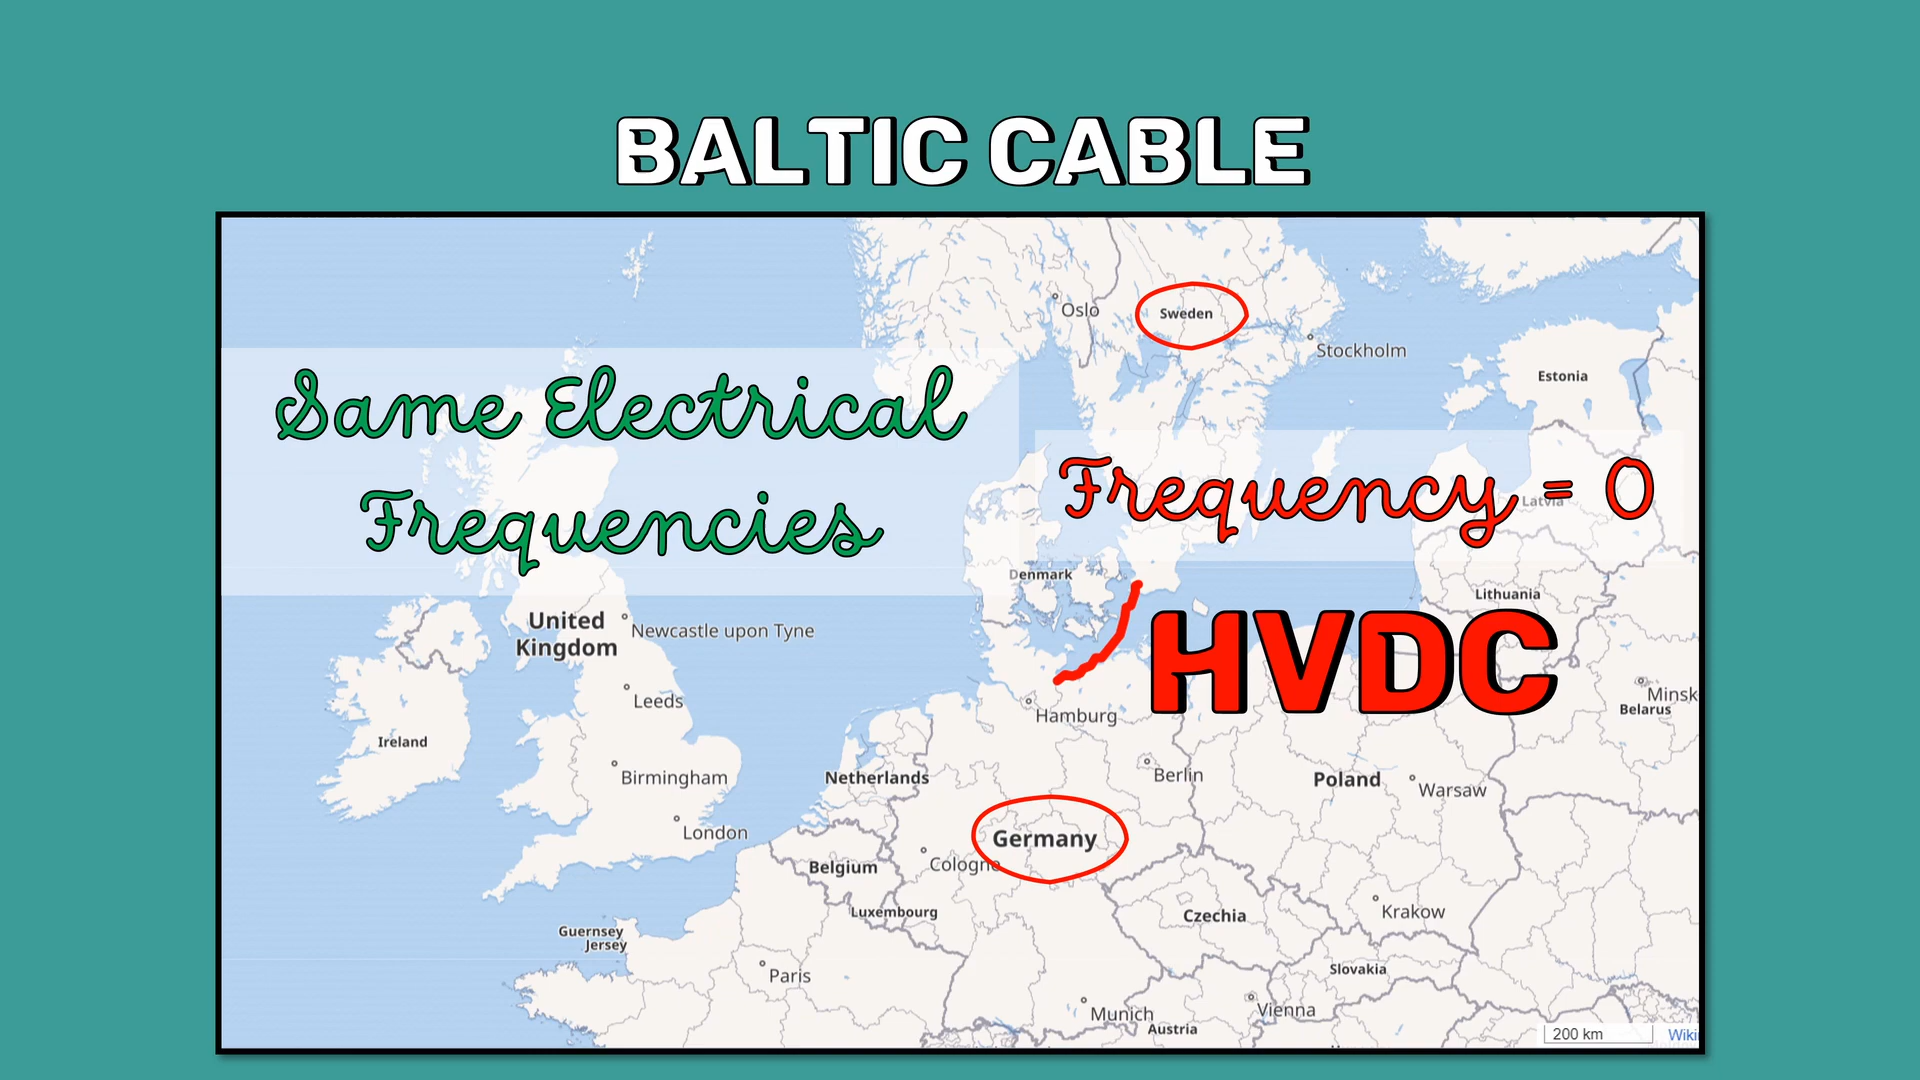 BALTIC CABLE
Oslo
Sweden
Stockholm
Estonia
Same Electrical
Frequencies
Frequency = 0
Latvia
Denmark
Lithuania
HVDC
United
Kingdom
Newcastle upon Tyne
Leeds
Minsk
Belarus
Hamburg
Ireland
Birmingham
Netherlands
Berlin
Poland
Warsaw
London
Germany
Belgium
Cologne
Luxembourg
Czechia
Krakow
Guernsey
Jersey
Paris
Slovakia
Munich
Vienna
Austria
200 km